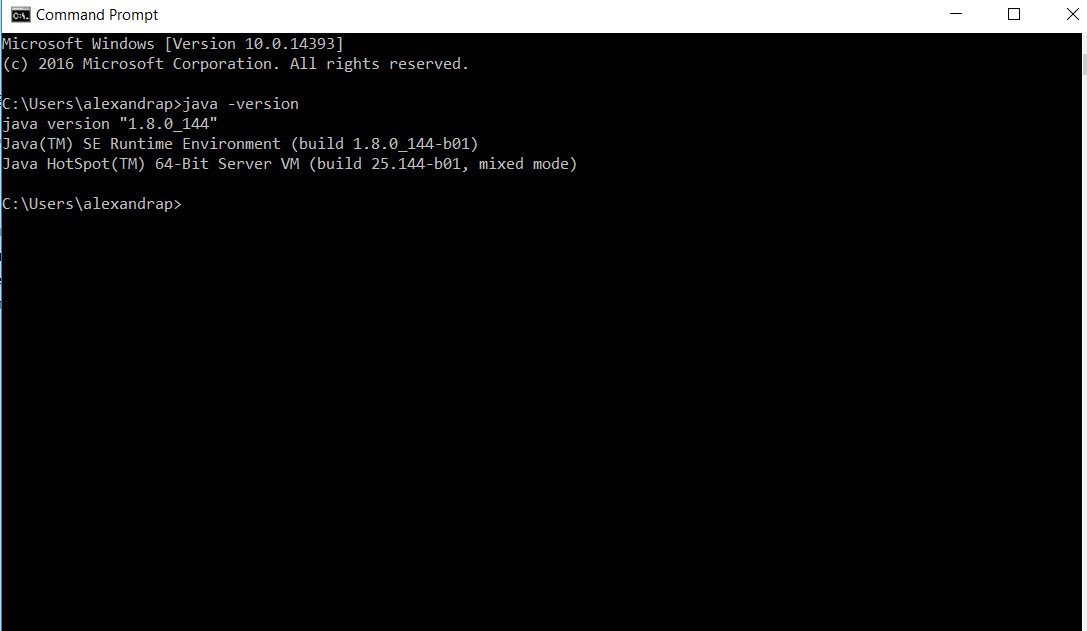 Command Prompt
Microsoft Windows [Version 10.0.14393]
(c) 2016 Microsoft Corporation. All rights reserved.
C:\Users\alexandrap>java -version
java version "1.8.0_144"
Java(TM) SE Runtime Environment (build 1.8.0_144-b01)
Java HotSpot(TM) 64-Bit Server VM (build 25.144-b01, mixed mode)
C:\Users\alexandrap>